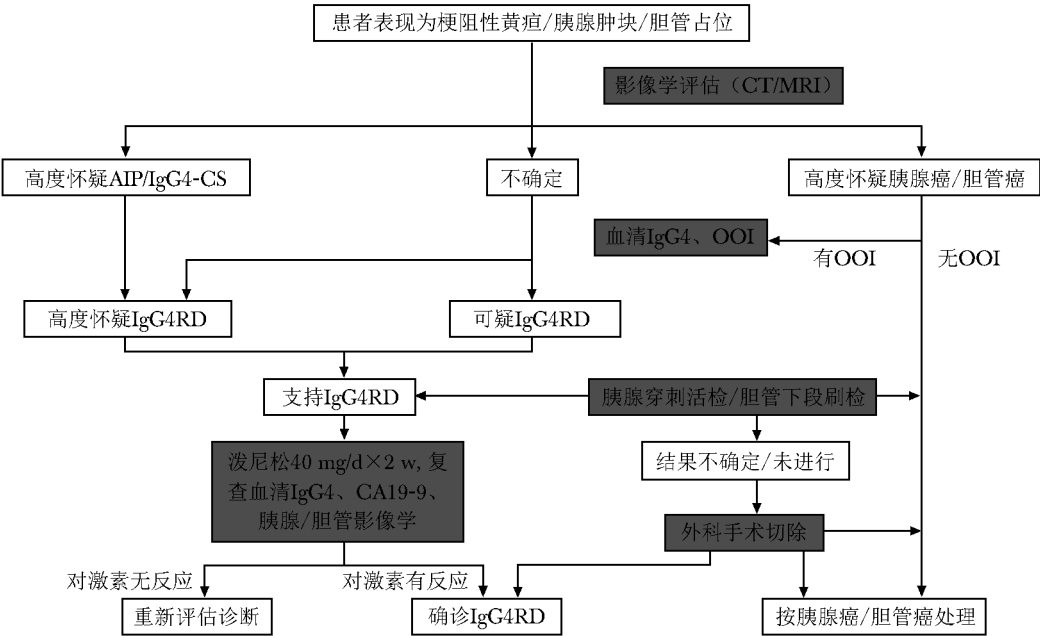 患者表现为梗阻性黄疸/胰腺肿块/胆管占位
影像学评估（CT/MRI）
高度怀疑AIP/IgG4-CS
不确定
高度怀疑胰腺癌/胆管癌
血清IgG4、OOI
有OOI
无OOI
高度怀疑IgG4RD
可疑IgG4RD
支持IgG4RD
胰腺穿刺活检/胆管下段刷检
泼尼松40 mg/d×2 w, 复
查血清IgG4、CA19-9、
胰腺/胆管影像学
结果不确定/未进行
外科手术切除
对激素无反应
对激素有反应
重新评估诊断
确诊IgG4RD
按胰腺癌/胆管癌处理